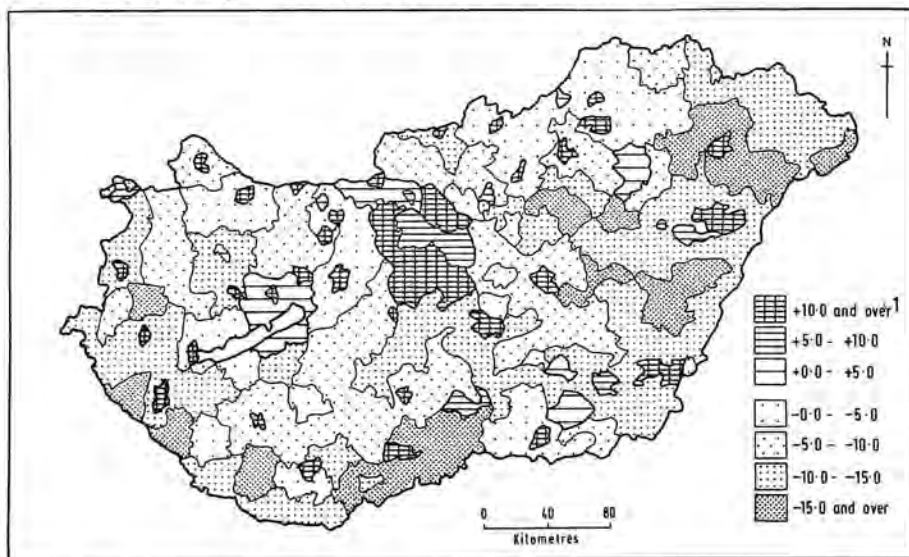 N
+10·0 and over1
+5·0 - +10·0
+0·0 - +5·0
-0·0 - -5·0
-5·0 - -10·0
-10·0 - -15·0
-15·0 and over
0 40 80
Kilometres